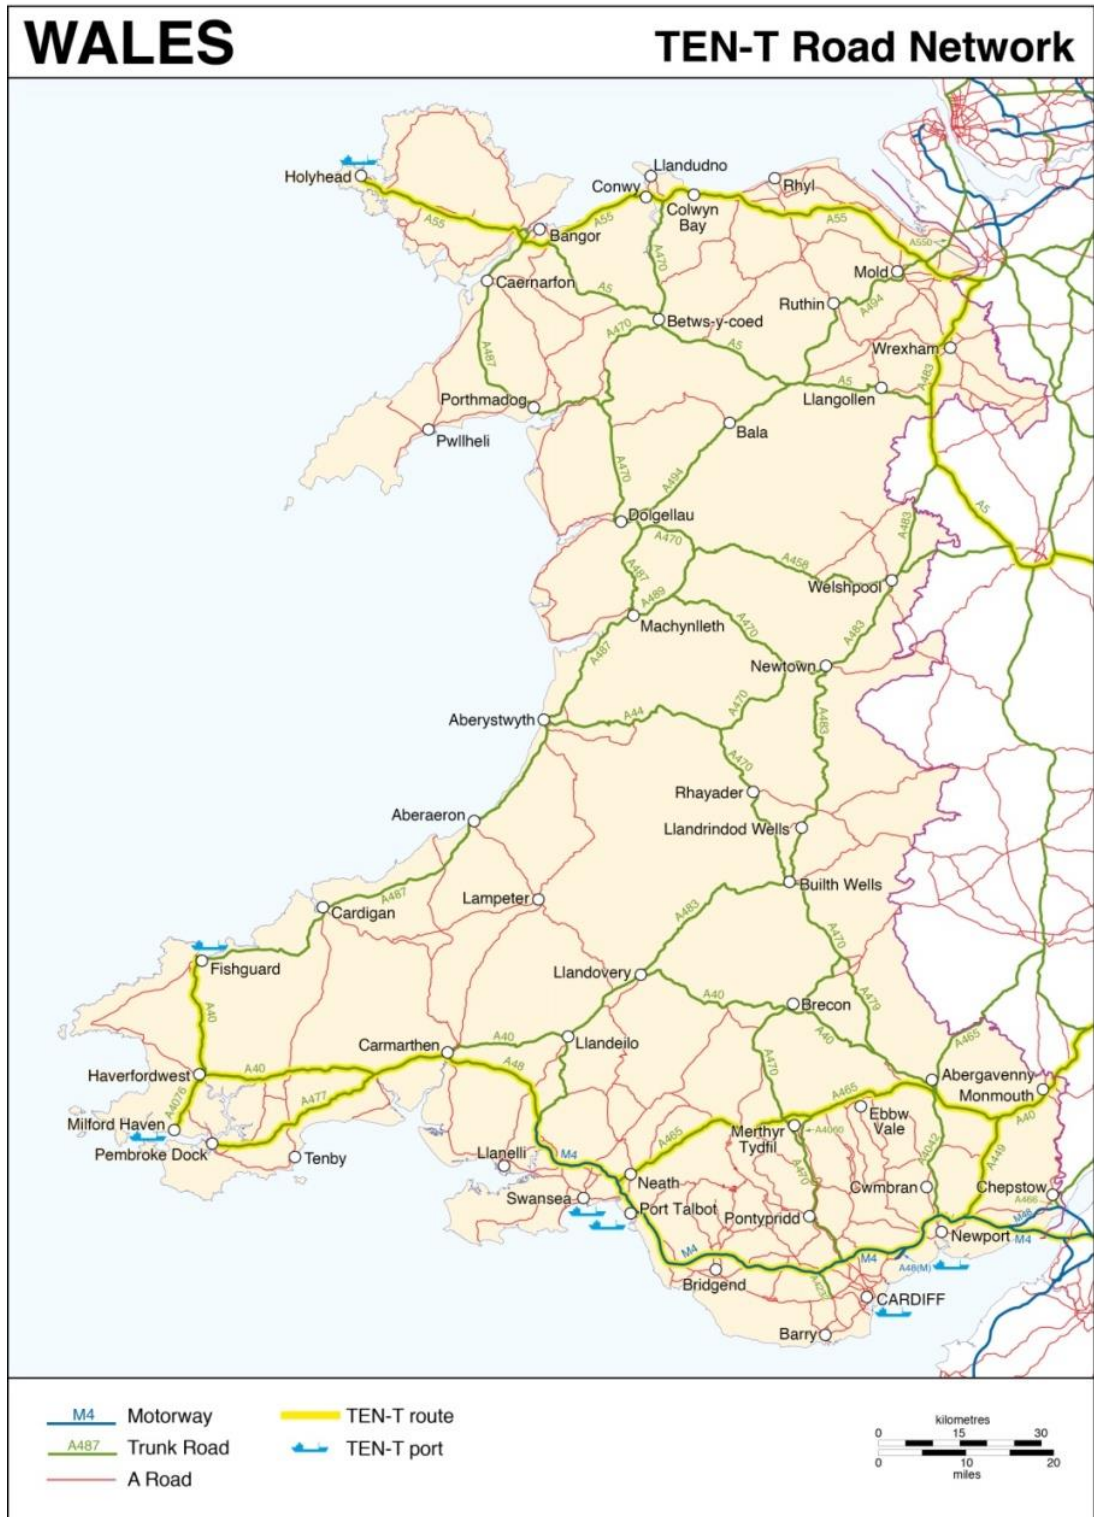 WALES
TEN-T Road Network
Llandudno
Holyhead
Conwy
Rhyl
Colwyn
Bay
A55
A55
A55
Bangor
A550
A470
Mold
Caernarfon
A5
Ruthin
A494
Betws-y-coed
A470
A5
Wrexham
A487
A483
A5
Llangollen
Porthmadog
Pwllheli
Bala
A470
A494
A5
Dolgellau
A470
A483
A487
A458
Welshpool
A489
Machynlleth
A470
A483
A487
Newtown
A470
Aberystwyth
A44
A483
A470
Rhayader
Aberaeron
Llandrindod Wells
A487
Lampeter
Builth Wells
Cardigan
A483
A470
Fishguard
Llandovery
A40
A40
Brecon
A479
A40
A465
Carmarthen
A40
Llandeilo
A48
A470
Haverfordwest
A40
A477
Abergavenny
Monmouth
A4076
A465
A40
Milford Haven
Ebbw
Vale
Merthyr
Tydfil
A4060
Pembroke Dock
Tenby
A465
A4042
A449
Llanelli
M4
A470
Neath
Cwmbran
Chepstow
A466
Swansea
Port Talbot
Pontypridd
M48
Newport
M4
M4
M4
A48(M)
Bridgend
A4232
CARDIFF
Barry
M4 Motorway
TEN-T route
A487 Trunk Road
TEN-T port
A Road
kilometres
0 15 30
0 10 20
miles